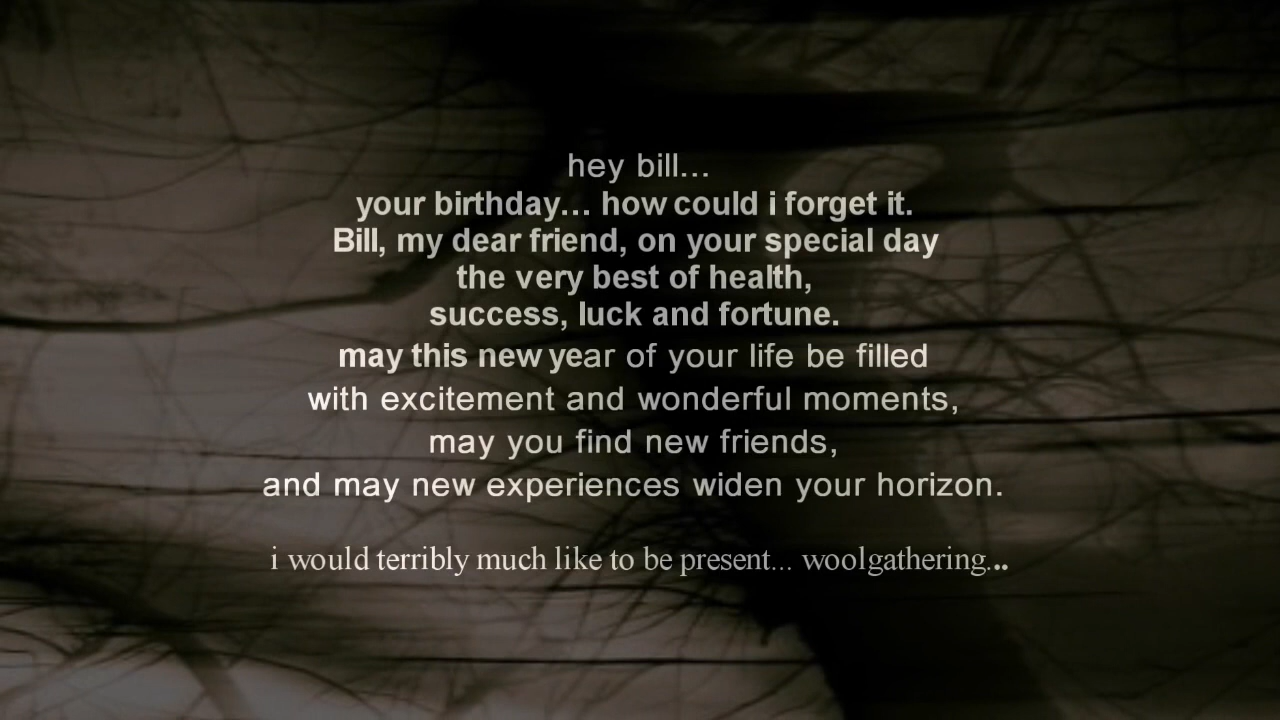 hey bill...
your birthday... how could i forget it.
Bill, my dear friend, on your special day
the very best of health,
success, luck and fortune.
may this new year of your life be filled
with excitement and wonderful moments,
may you find new friends,
and may new experiences widen your horizon.
i would terribly much like to be present... woolgathering...